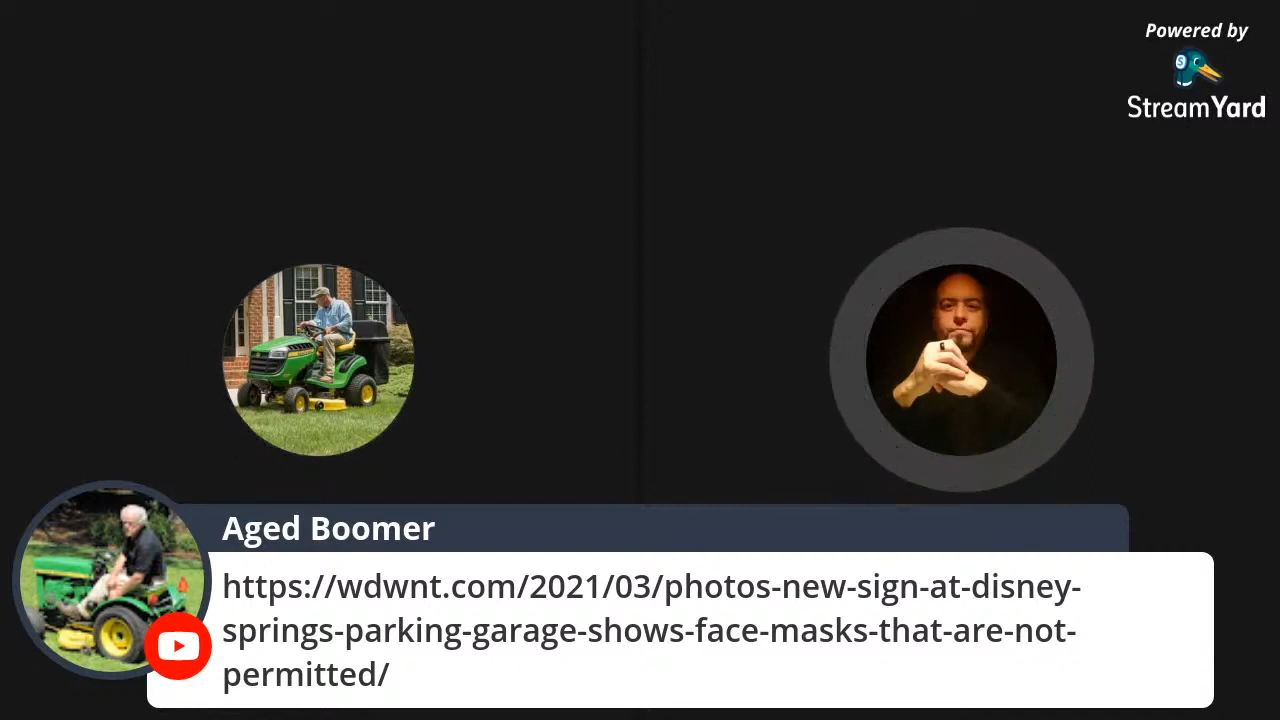 Powered by
StreamYard
Aged Boomer
https://wdwnt.com/2021/03/photos-new-sign-at-disney-
springs-parking-garage-shows-face-masks-that-are-not-
permitted/